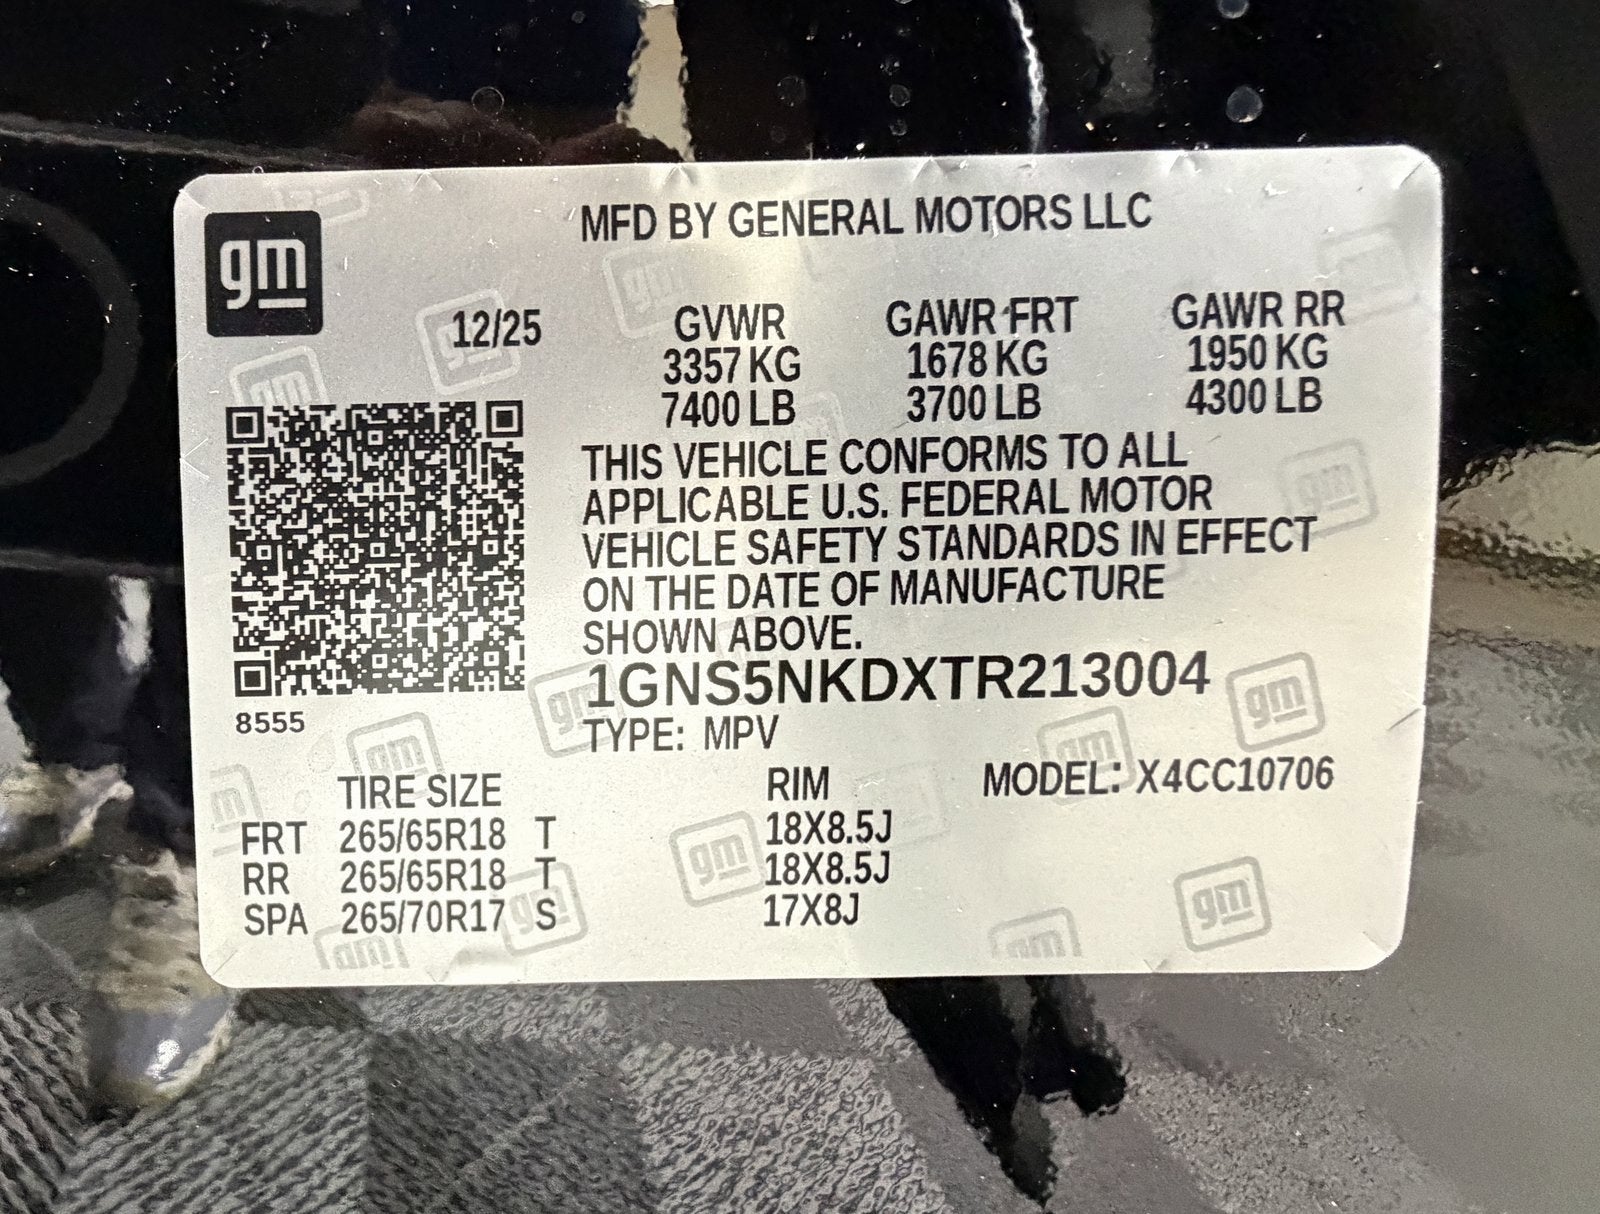 gm
MFD BY GENERAL MOTORS LLC
12/25 GVWR GAWR FRT GAWR RR
3357 KG 1678 KG 1950 KG
7400 LB 3700 LB 4300 LB
THIS VEHICLE CONFORMS TO ALL
APPLICABLE U.S. FEDERAL MOTOR
VEHICLE SAFETY STANDARDS IN EFFECT
ON THE DATE OF MANUFACTURE
SHOWN ABOVE.
1GNS5NKDXTR213004
8555
TYPE: MPV
TIRE SIZE RIM MODEL: X4CC10706
FRT 265/65R18 T 18X8.5J
RR 265/65R18 T 18X8.5J
SPA 265/70R17 S 17X8J